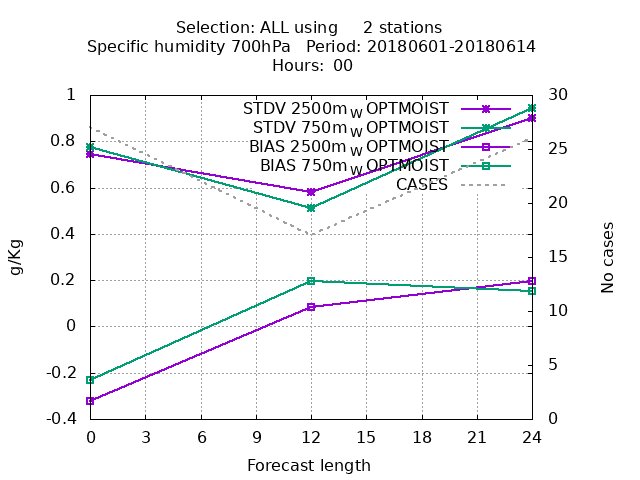 Selection: ALL using 2 stations
Specific humidity 700hPa Period: 20180601-20180614
Hours: 00
STDV 2500m_W OPTMOIST
STDV 750m_W OPTMOIST
BIAS 2500m_W OPTMOIST
BIAS 750m_W OPTMOIST
CASES
1
0.8
0.6
0.4
0.2
0
-0.2
-0.4
g/Kg
30
25
20
15
10
5
0
No cases
0 3 6 9 12 15 18 21 24
Forecast length